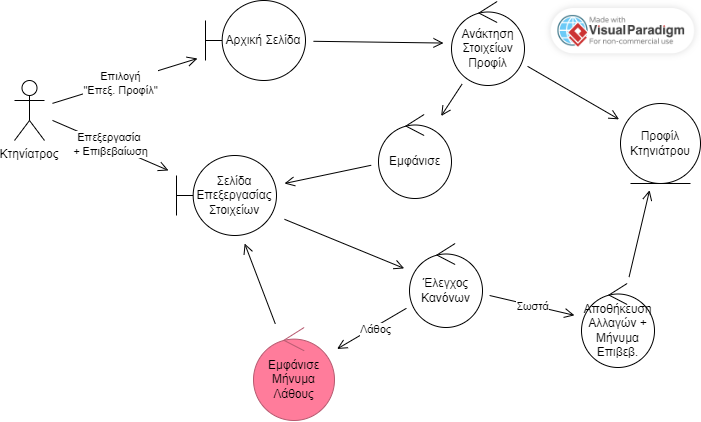 Made with
Visual Paradigm
For non-commercial use
Αρχική Σελίδα
Ανάκτηση
Στοιχείων
Προφίλ
Επιλογή
"Επεξ. Προφίλ"
Κτηνίατρος
Επεξεργασία
+ Επιβεβαίωση
Εμφάνισε
Προφίλ
Κτηνιάτρου
Σελίδα
Επεξεργασίας
Στοιχείων
Έλεγχος
Κανόνων
Σωστά
Αποθήκευση
Αλλαγών +
Μήνυμα
Επιβεβ.
Λάθος
Εμφάνισε
Μήνυμα
Λάθους